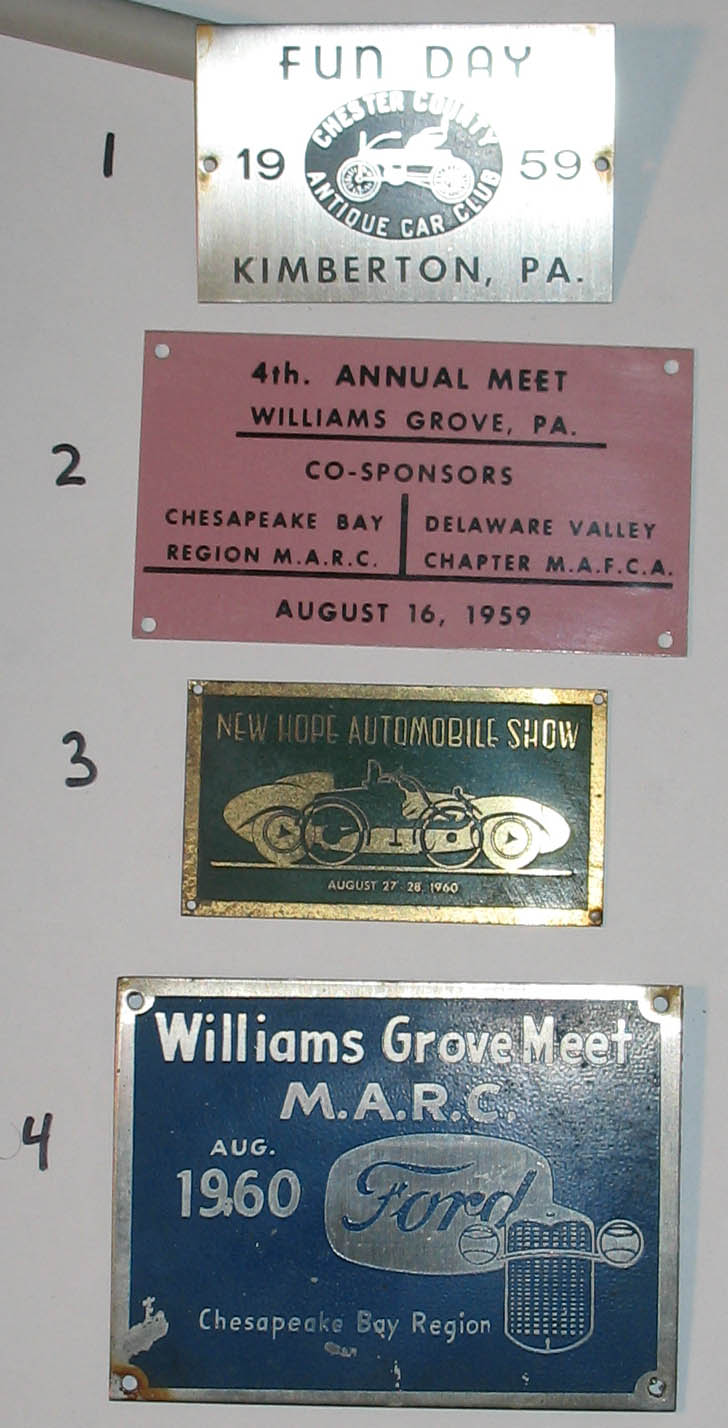 1
FUN DAY
CHESTER COUNTY
19 59
ANTIQUE CAR CLUB
KIMBERTON, PA.
2
4th. ANNUAL MEET
WILLIAMS GROVE, PA.
CO-SPONSORS
CHESAPEAKE BAY
REGION M.A.R.C.
DELAWARE VALLEY
CHAPTER M.A.F.C.A.
AUGUST 16, 1959
3
NEW HOPE AUTOMOBILE SHOW
AUGUST 27 28, 1960
4
Williams Grove Meet
M.A.R.C.
AUG.
1960
Ford
Chesapeake Bay Region